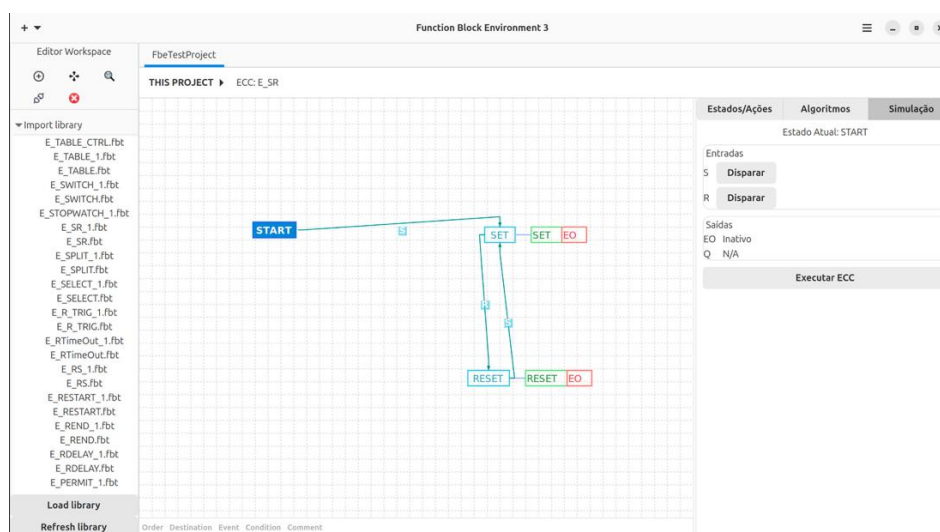 Function Block Environment 3
Editor Workspace
FbeTestProject
THIS PROJECT ECC: E_SR
Import library
E_TABLE_CTRL.fbt
E_TABLE_1.fbt
E_TABLE.fbt
E_SWITCH_1.fbt
E_SWITCH.fbt
E_STOPWATCH_1.fbt
E_SR_1.fbt
E_SR.fbt
E_SPLIT_1.fbt
E_SPLIT.fbt
E_SELECT_1.fbt
E_SELECT.fbt
E_R_TRIG_1.fbt
E_R_TRIG.fbt
E_RTimeOut_1.fbt
E_RTimeOut.fbt
E_RS_1.fbt
E_RS.fbt
E_RESTART_1.fbt
E_RESTART.fbt
E_REND_1.fbt
E_REND.fbt
E_RDELAY_1.fbt
E_RDELAY.fbt
E_PERMIT_1.fbt
Load library
Refresh library
START
S
SET SET EO
R
S
RESET RESET EO
Order Destination Event Condition Comment
Estados/Ações Algoritmos Simulação
Estado Atual: START
Entradas
S Disparar
R Disparar
Saídas
EO Inativo
Q N/A
Executar ECC